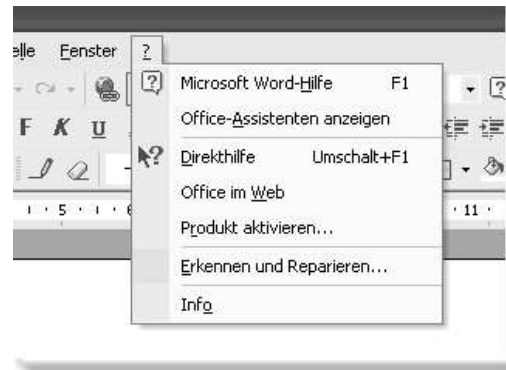 elle Fenster ?
Microsoft Word-Hilfe F1
Office-Assistenten anzeigen
F K U
Direkthilfe Umschalt+F1
Office im Web
5 11
Produkt aktivieren...
Erkennen und Reparieren...
Info